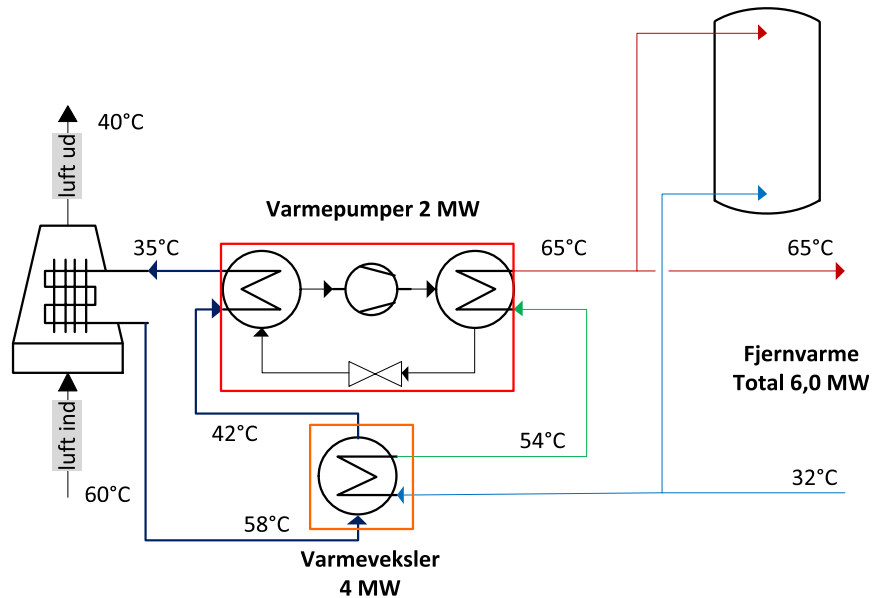 40°C
luft ud
Varmepumper 2 MW
35°C
65°C
65°C
Fjernvarme
Total 6,0 MW
42°C
54°C
luft ind
60°C
58°C
32°C
Varmeveksler
4 MW